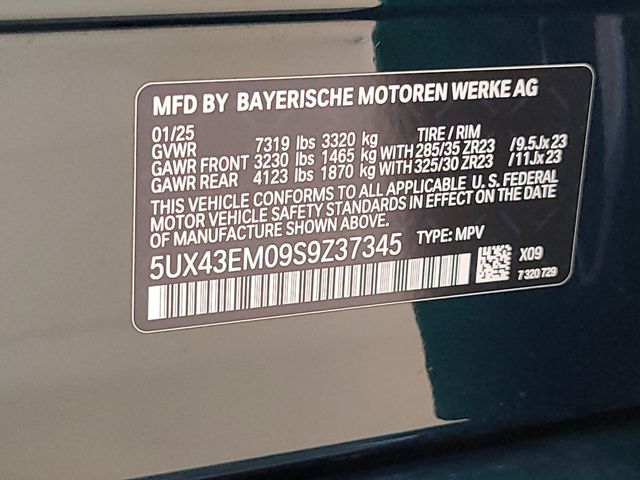 MFD BY BAYERISCHE MOTOREN WERKE AG
01/25 TIRE / RIM
GVWR 7319 lbs 3320 kg
GAWR FRONT 3230 lbs 1465 kg WITH 285/35 ZR23 /9.5Jx23
GAWR REAR 4123 lbs 1870 kg WITH 325/30 ZR23 /11Jx23
THIS VEHICLE CONFORMS TO ALL APPLICABLE U.S. FEDERAL
MOTOR VEHICLE SAFETY STANDARDS IN EFFECT ON THE DATE
OF MANUFACTURE SHOWN ABOVE.
5UX43EM09S9Z37345 TYPE: MPV
X09
7 320 729